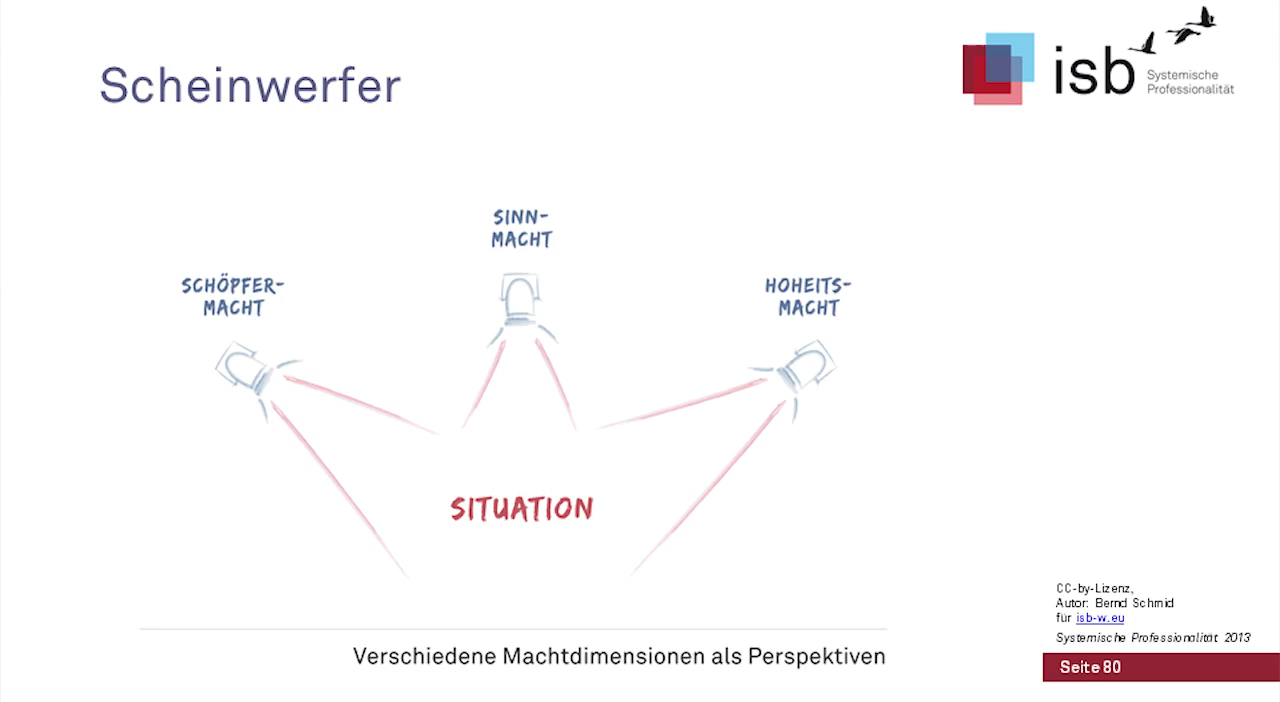 Scheinwerfer
isb
Systemische
Professionalität
SINN-
MACHT
SCHÖPFER-
MACHT
HOHEITS-
MACHT
SITUATION
Verschiedene Machtdimensionen als Perspektiven
CC-by-Lizenz,
Autor: Bernd Schmid
für isb-w.eu
Systemische Professionalität 2013
Seite 80